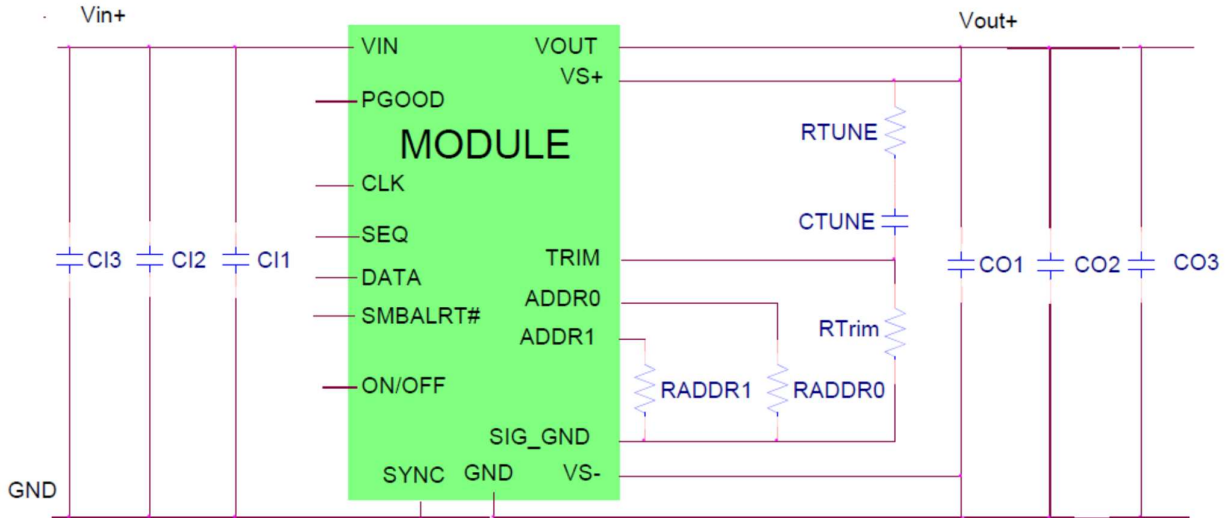 Vin+
Vout+
VIN
VOUT
VS+
PGOOD
RTUNE
MODULE
CLK
CTUNE
SEQ
TRIM
CI3
CI2
CI1
CO1
CO2
CO3
DATA
ADDR0
SMBALRT#
RTrim
ADDR1
ON/OFF
RADDR1
RADDR0
SIG_GND
SYNC
GND
VS-
GND